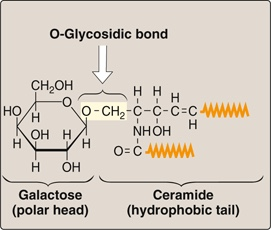 O-Glycosidic bond
CH₂OH
O
O
CH₂
H
H
C
C
C=C
H
H
HO
H
H
OH
H
H
OH
H
NH
OH
C
O
Galactose
(polar head)
Ceramide
(hydrophobic tail)